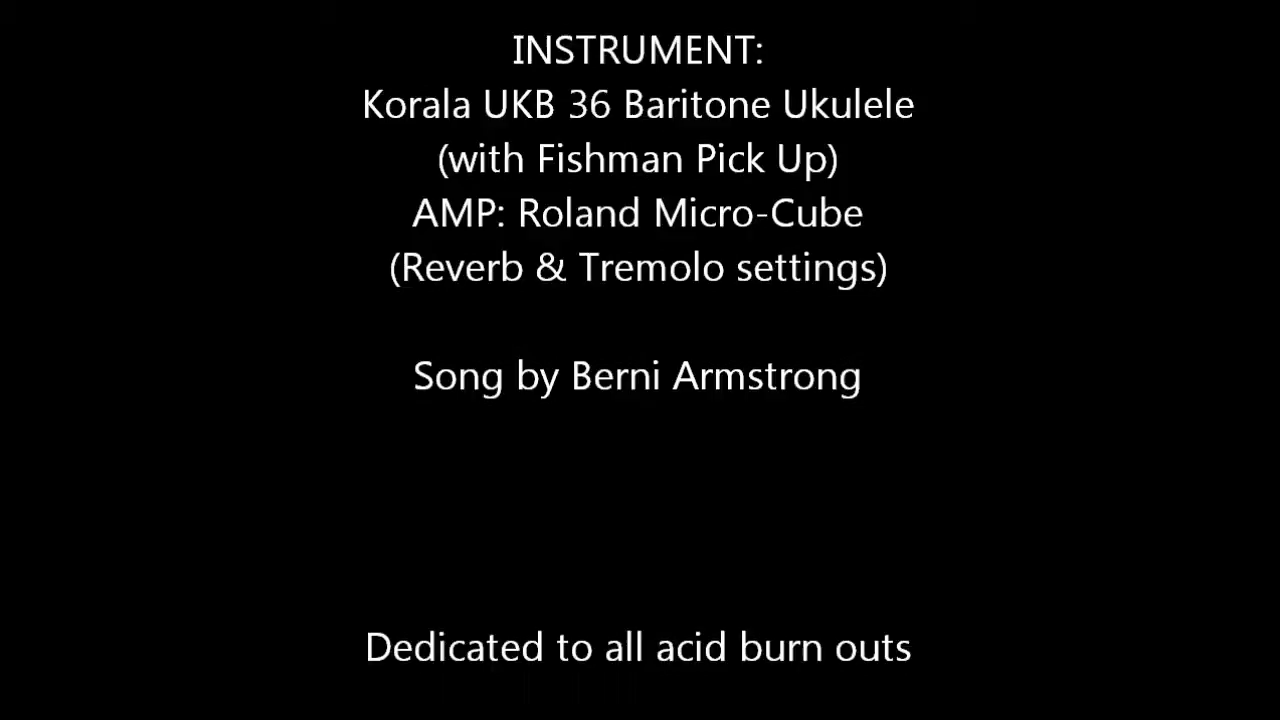 INSTRUMENT:
Korala UKB 36 Baritone Ukulele
(with Fishman Pick Up)
AMP: Roland Micro-Cube
(Reverb & Tremolo settings)
Song by Berni Armstrong
Dedicated to all acid burn outs